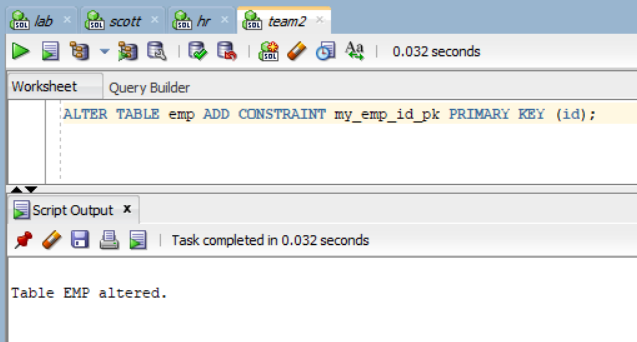 lab scott hr team2
0.032 seconds
Worksheet Query Builder
ALTER TABLE emp ADD CONSTRAINT my_emp_id_pk PRIMARY KEY (id);
Script Output x
Task completed in 0.032 seconds
Table EMP altered.